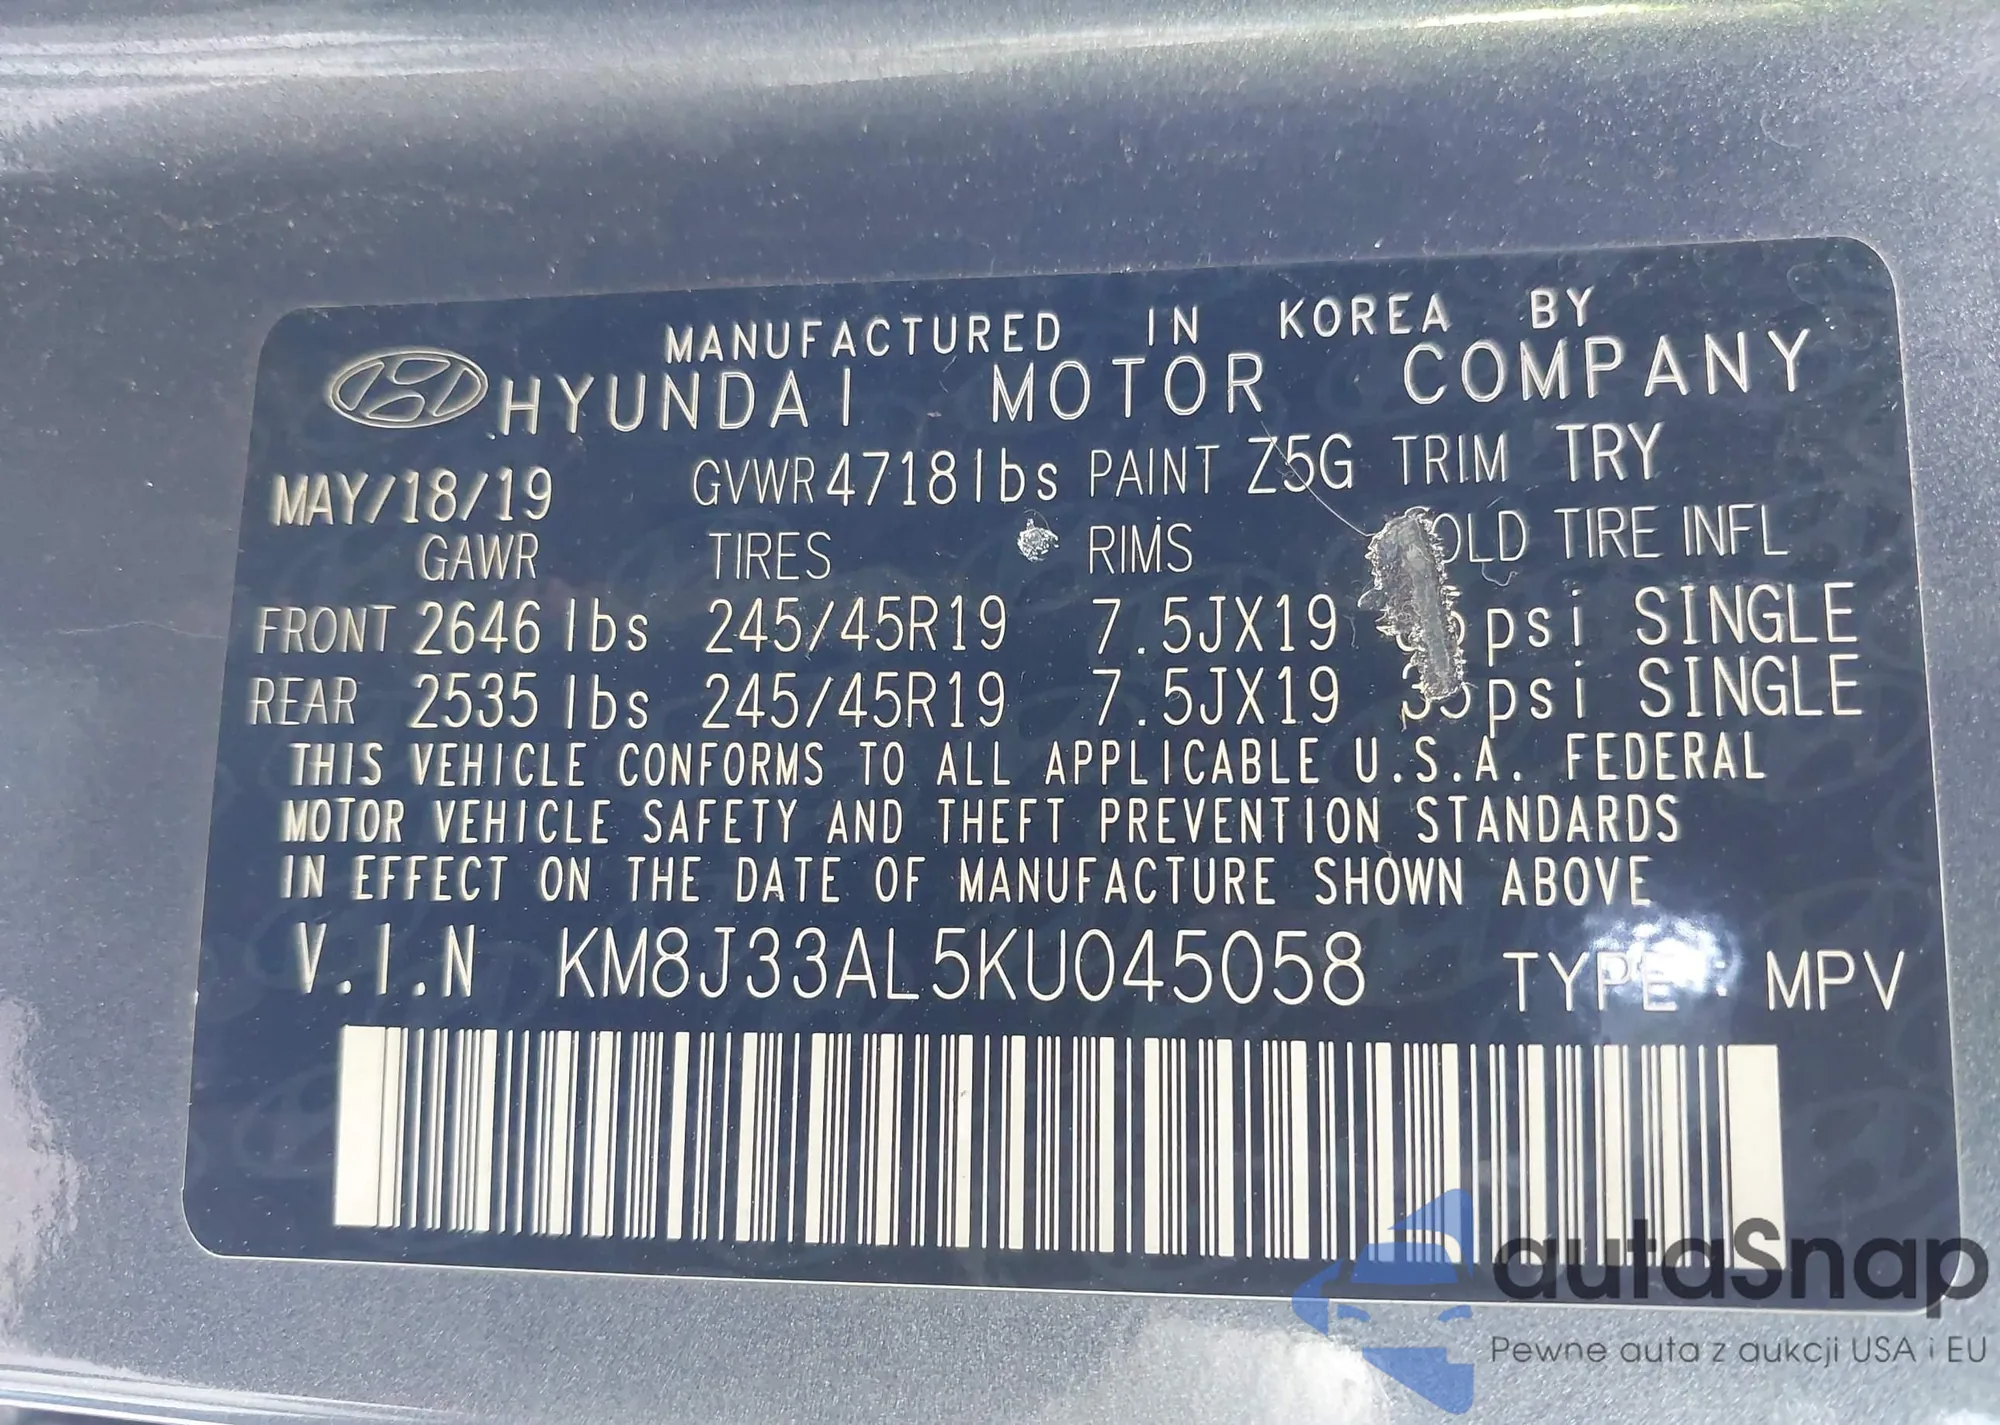 MANUFACTURED IN KOREA BY
HYUNDAI MOTOR COMPANY
MAY/18/19 GVWR 4718lbs PAINT Z5G TRIM TRY
GAWR TIRES RIMS TIRE INFL
FRONT 2646 lbs 245/45R19 7.5JX19 psi SINGLE
REAR 2535 lbs 245/45R19 7.5JX19 psi SINGLE
THIS VEHICLE CONFORMS TO ALL APPLICABLE U.S.A. FEDERAL
MOTOR VEHICLE SAFETY AND THEFT PREVENTION STANDARDS
IN EFFECT ON THE DATE OF MANUFACTURE SHOWN ABOVE
V.I.N KM8J33AL5KU045058 TYPE : MPV
autaSnap
Pewne auta z aukcji USA i EU